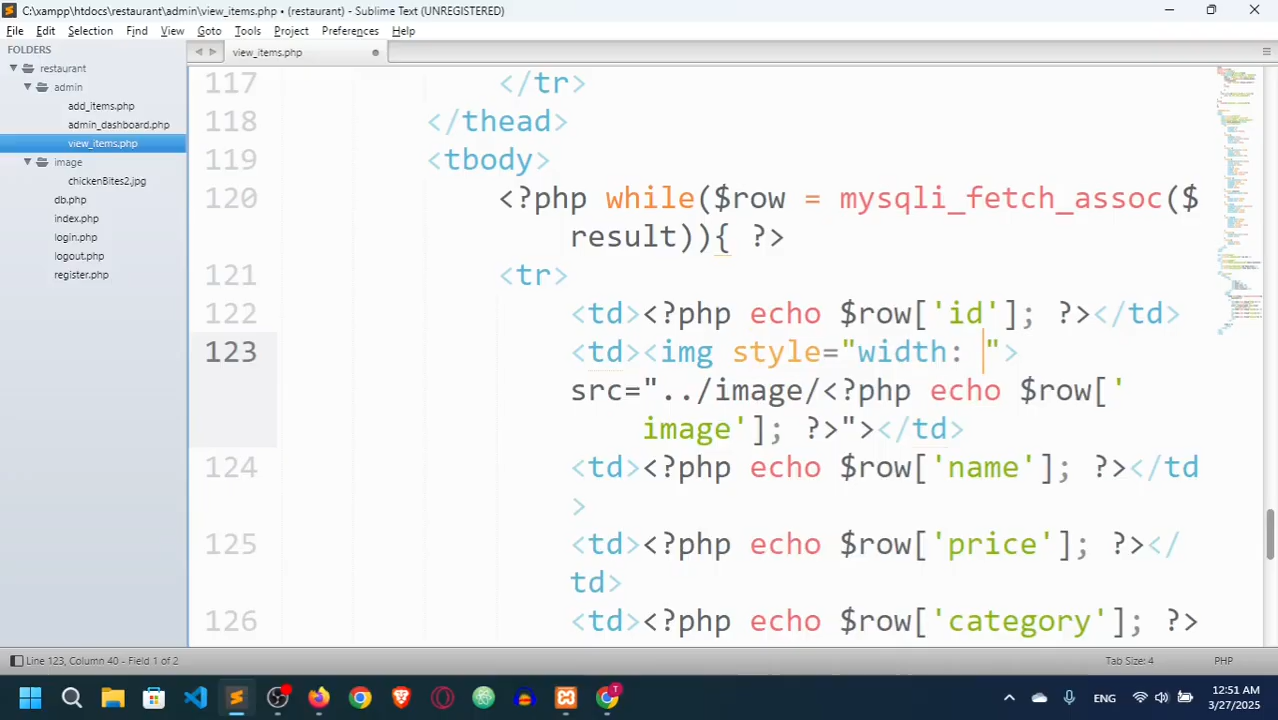 C:\xampp\htdocs\restaurant\admin\view_items.php • (restaurant) - Sublime Text (UNREGISTERED)
File Edit Selection Find View Goto Tools Project Preferences Help
FOLDERS
restaurant
admin
add_items.php
admin_dashboard.php
view_items.php
image
chickenBites2.jpg
db.php
index.php
login.php
logout.php
register.php
view_items.php
117 </tr>
118 </thead>
119 <tbody>
120 <?php while($row = mysqli_fetch_assoc($
result)){ ?>
121 <tr>
122 <td><?php echo $row['id']; ?></td>
123 <td><img style="width: ">
src="../image/<?php echo $row['
image']; ?>"></td>
124 <td><?php echo $row['name']; ?></td
>
125 <td><?php echo $row['price']; ?></
td>
126 <td><?php echo $row['category']; ?>
Line 123, Column 40 - Field 1 of 2
Tab Size: 4
PHP
ENG
12:51 AM
3/27/2025